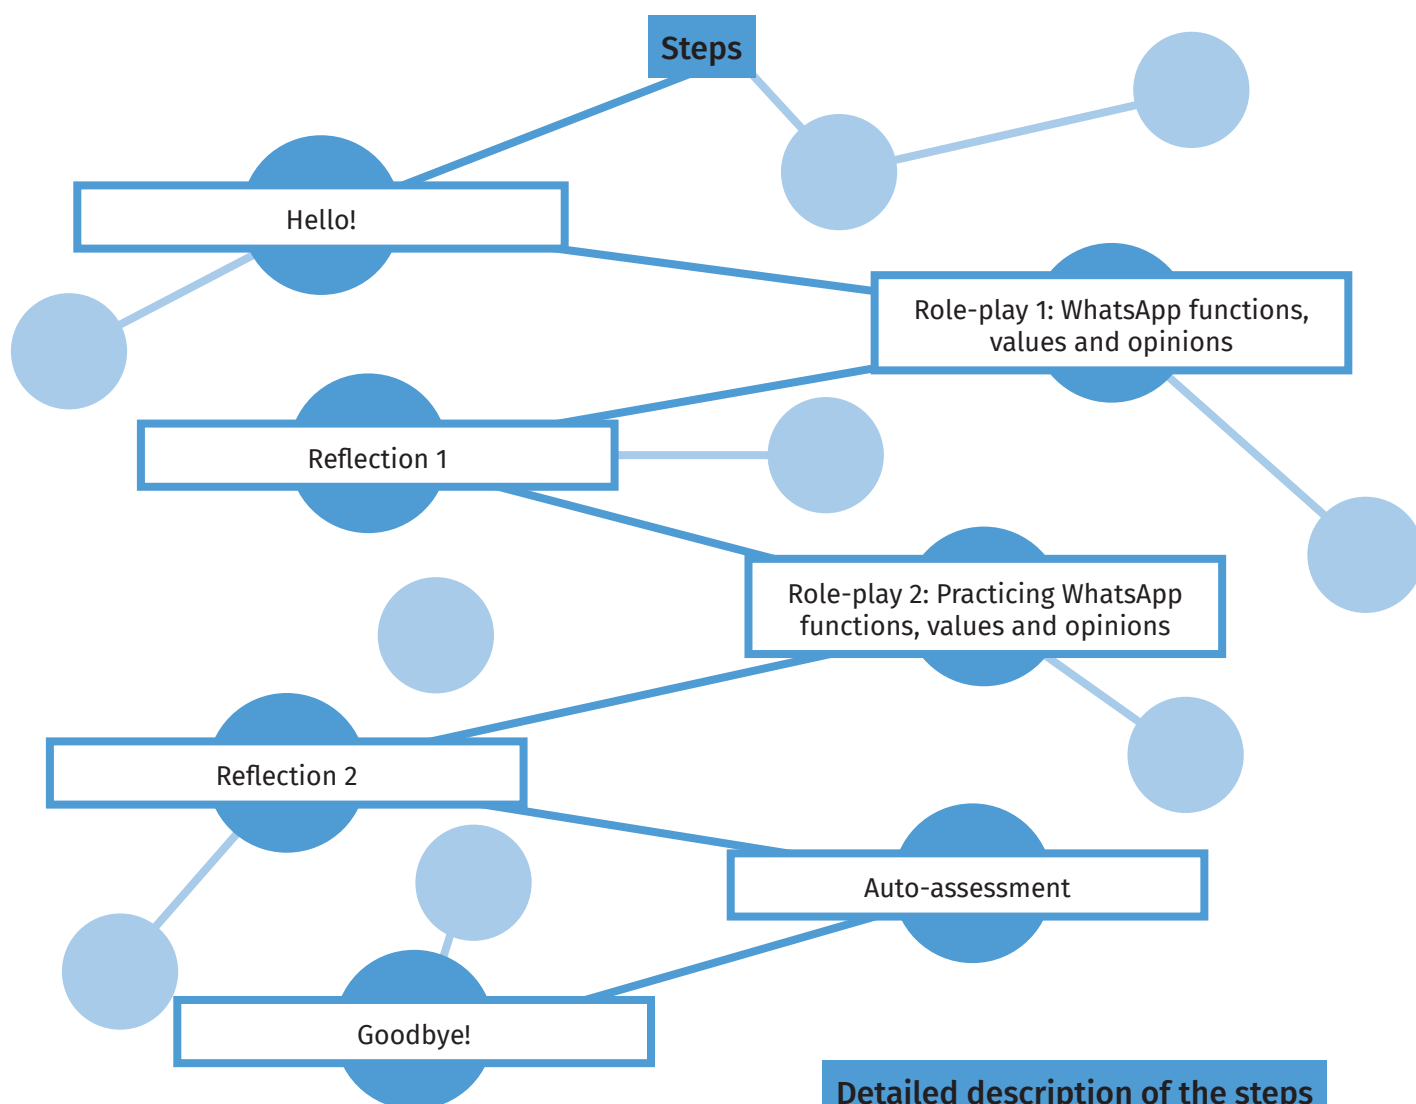 Steps
Hello!
Role-play 1: WhatsApp functions,
values and opinions
Reflection 1
Role-play 2: Practicing WhatsApp
functions, values and opinions
Reflection 2
Auto-assessment
Goodbye!
Detailed description of the steps